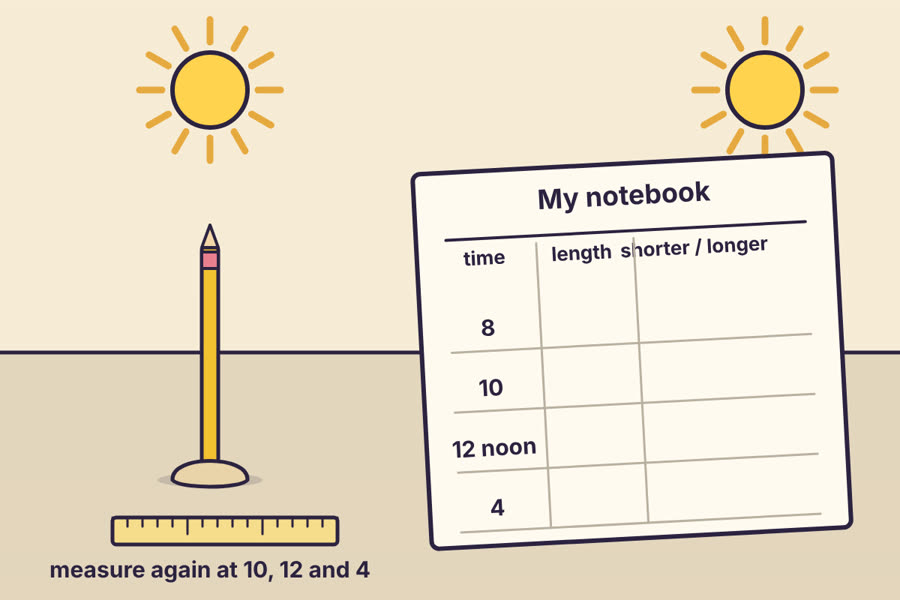 My notebook
time length shorter / longer
8
10
12 noon
4
measure again at 10, 12 and 4